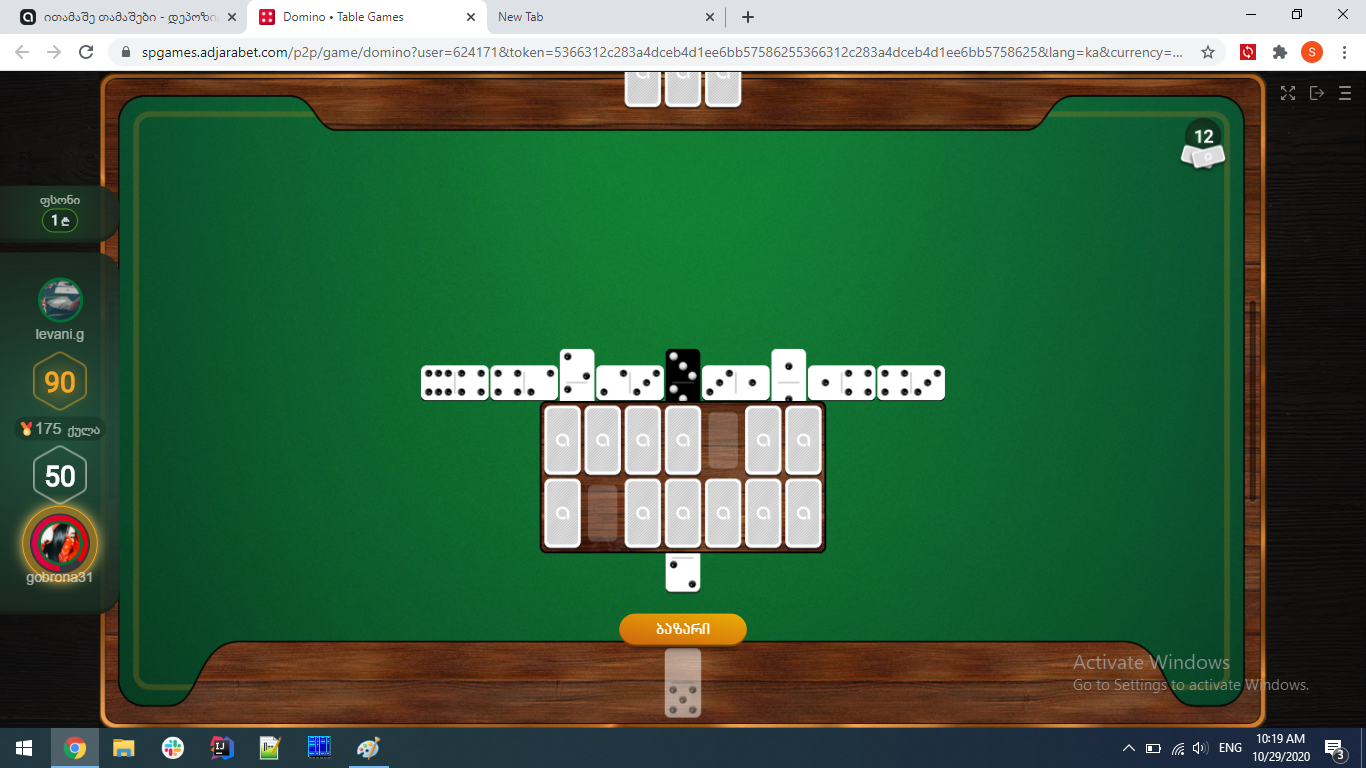 ითამაშე თამაშები - დეპოზი
Domino • Table Games
New Tab
spgames.adjarabet.com/p2p/game/domino?user=624171&token=5366312c283a4dceb4d1ee6bb57586255366312c283a4dceb4d1ee6bb5758625&lang=ka&currency=...
S
12
ფსონი
1 ₾
levani.g
90
175 ქულა
50
gobrona31
ბაზარი
Activate Windows
Go to Settings to activate Windows.
ENG
10:19 AM
10/29/2020
3